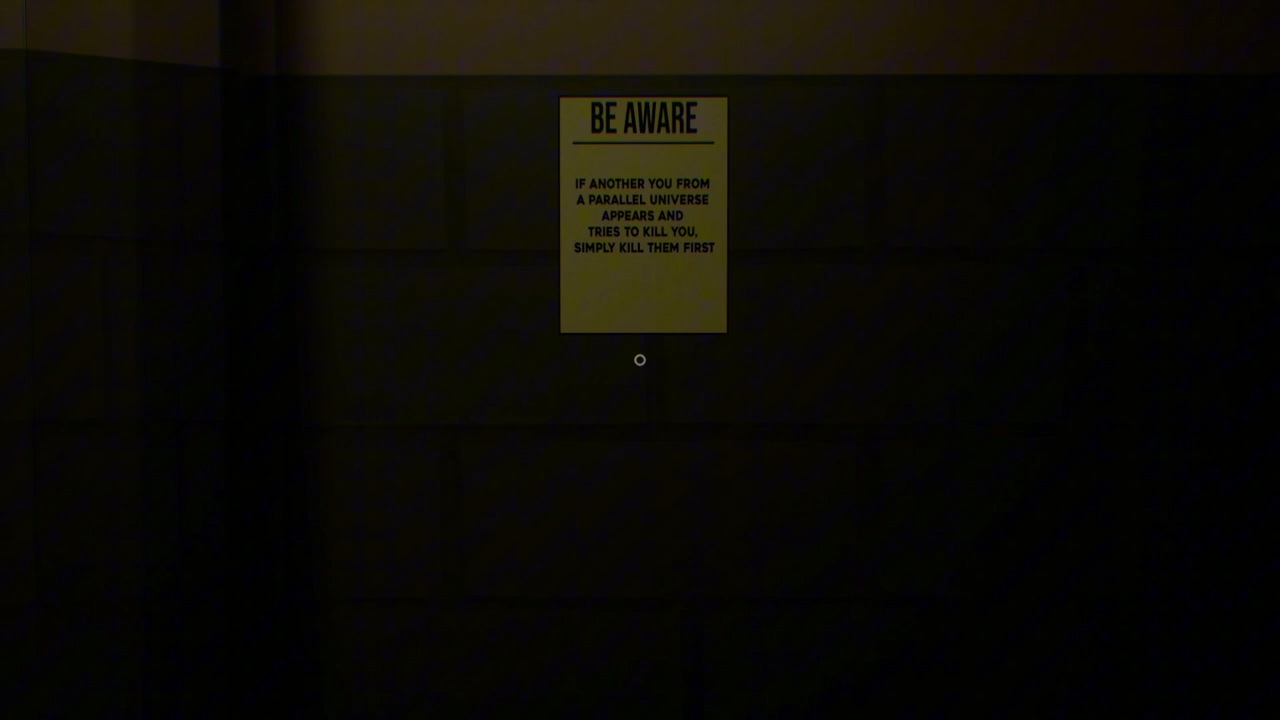 BE AWARE
IF ANOTHER YOU FROM
A PARALLEL UNIVERSE
APPEARS AND
TRIES TO KILL YOU,
SIMPLY KILL THEM FIRST